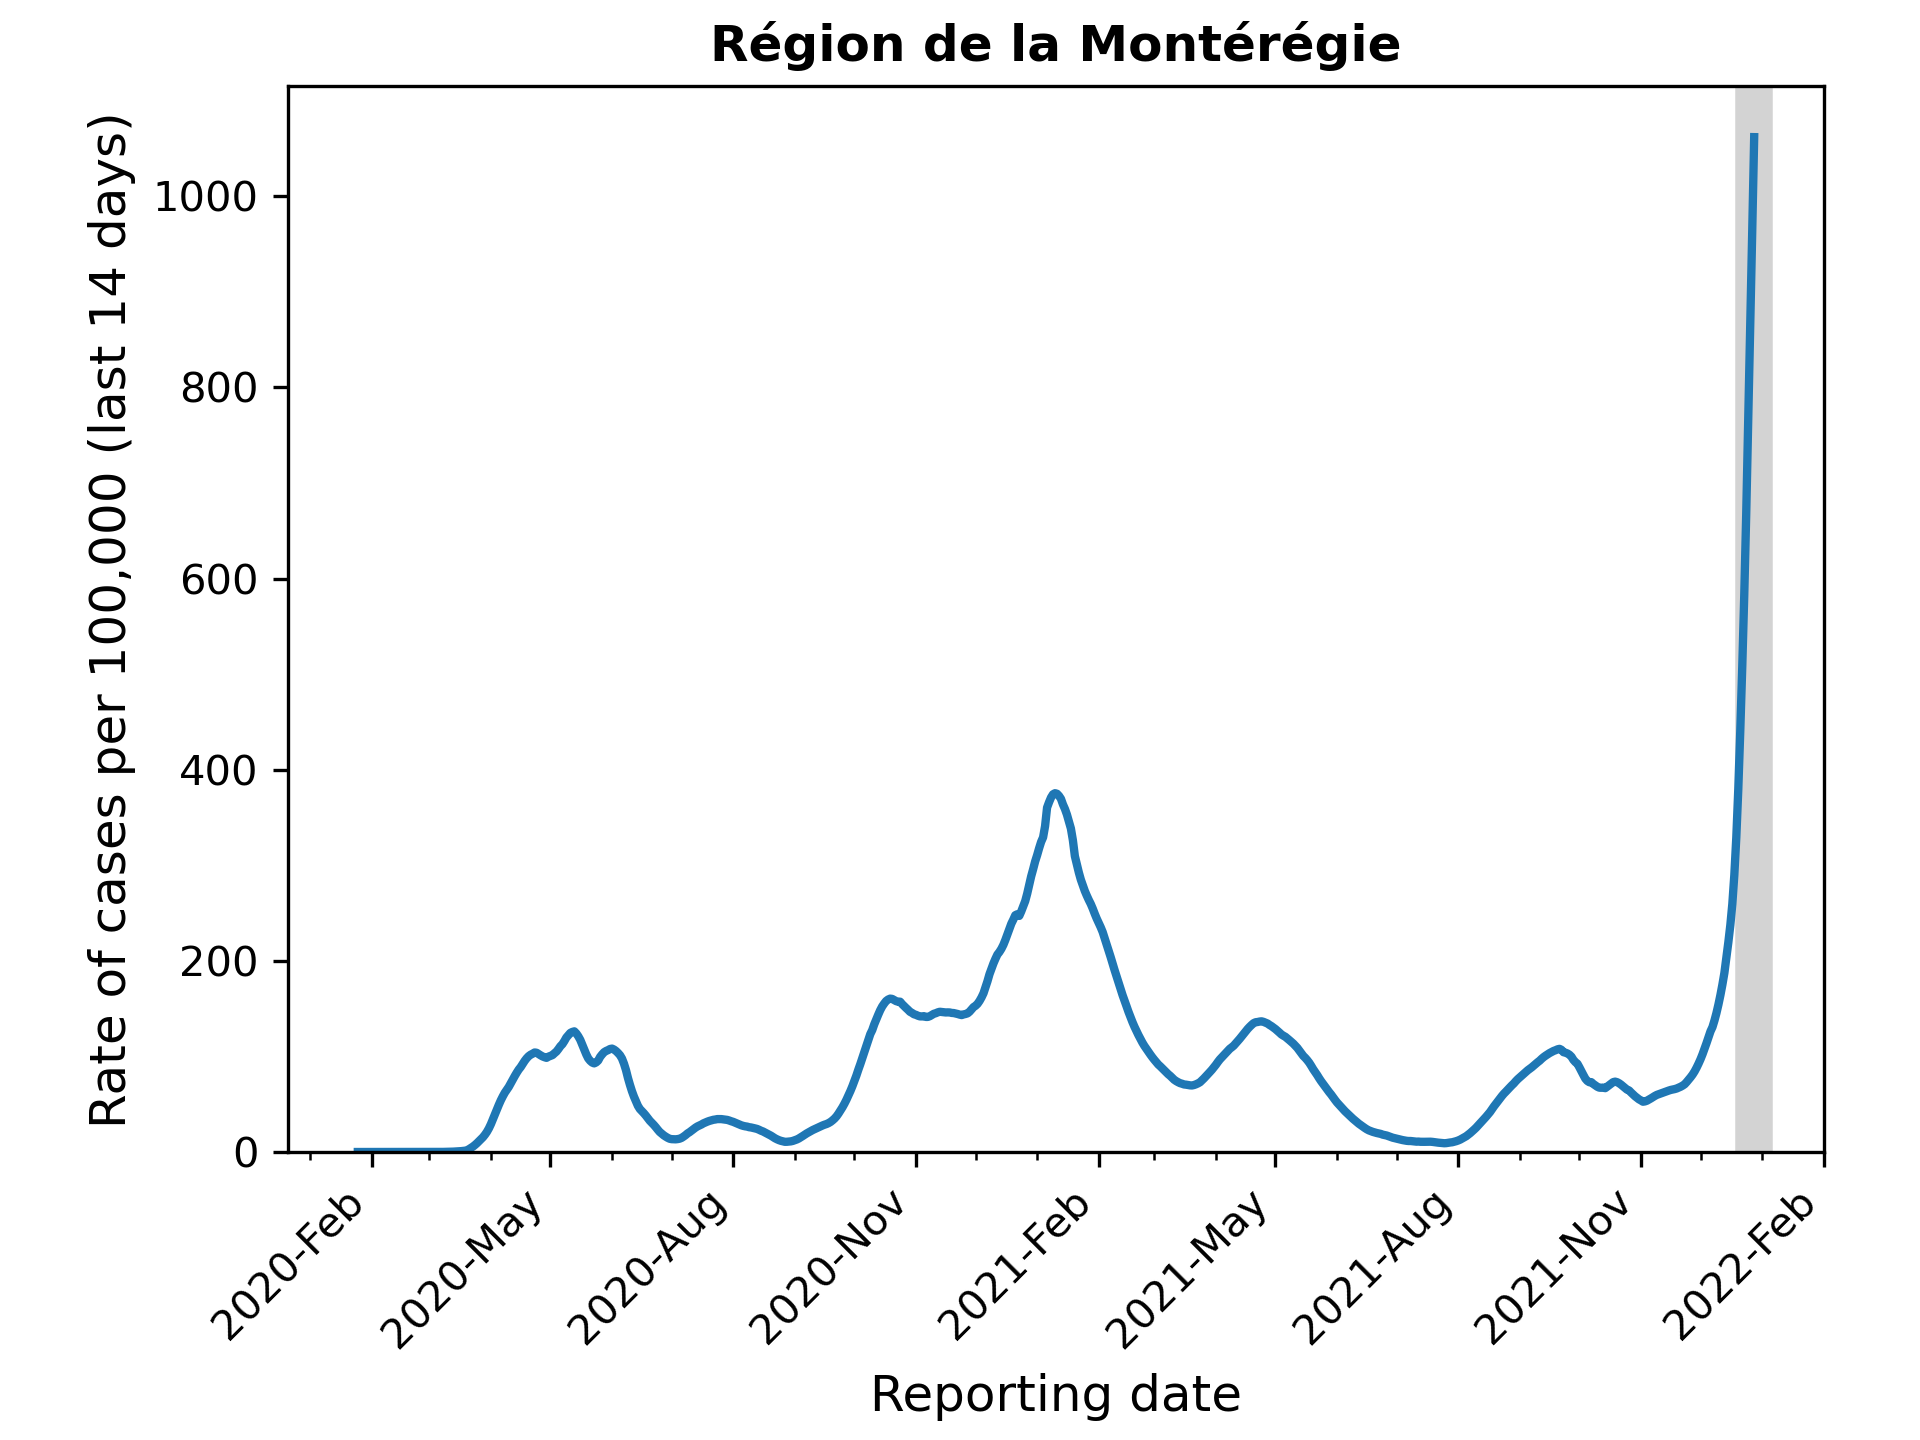 Région de la Montérégie
Rate of cases per 100,000 (last 14 days)
1000
800
600
400
200
0
2020-Feb
2020-May
2020-Aug
2020-Nov
2021-Feb
2021-May
2021-Aug
2021-Nov
2022-Feb
Reporting date